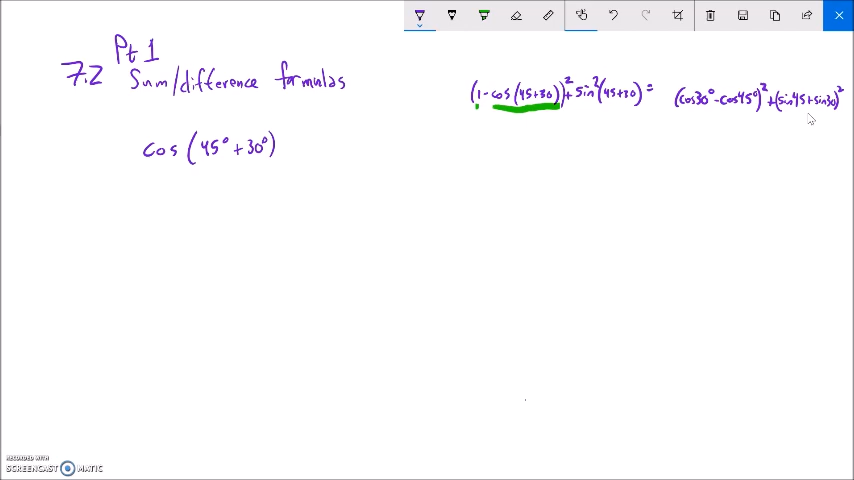 Pt 1
7.2 Sum/difference formulas
(1-cos(45+30))²+sin²(45+30) = (cos30°-cos45°)²+(sin45+sin30)²
cos(45°+30°)
RECORDED WITH
SCREENCAST MATIC